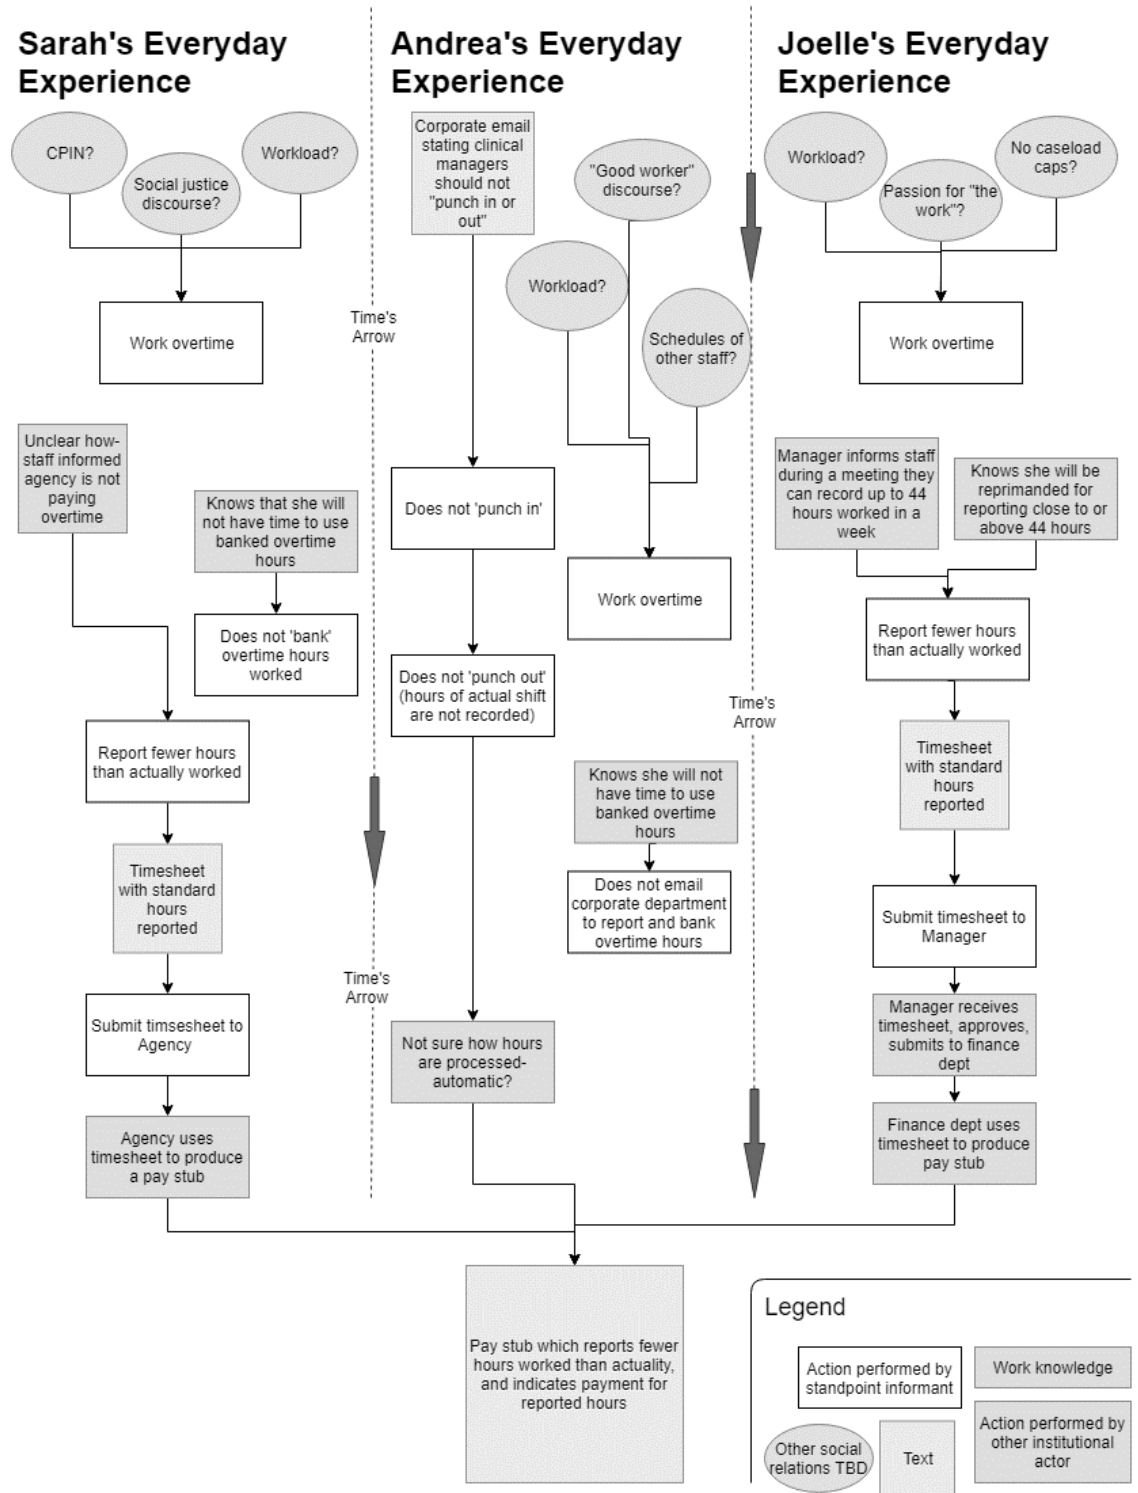 Sarah's Everyday
Experience
CPIN?
Social justice
discourse?
Workload?
Work overtime
Unclear how-
staff informed
agency is not
paying
overtime
Knows that she will
not have time to use
banked overtime
hours
Does not 'bank'
overtime hours
worked
Report fewer hours
than actually worked
Timesheet
with standard
hours
reported
Submit timsesheet to
Agency
Agency uses
timesheet to produce
a pay stub
Time's
Arrow
Time's
Arrow
Andrea's Everyday
Experience
Corporate email
stating clinical
managers
should not
"punch in or
out"
"Good worker"
discourse?
Workload?
Schedules of
other staff?
Does not 'punch in'
Work overtime
Does not 'punch out'
(hours of actual shift
are not recorded)
Knows she will not
have time to use
banked overtime
hours
Does not email
corporate department
to report and bank
overtime hours
Not sure how hours
are processed-
automatic?
Time's
Arrow
Joelle's Everyday
Experience
Workload?
Passion for "the
work"?
No caseload
caps?
Work overtime
Manager informs staff
during a meeting they
can record up to 44
hours worked in a
week
Knows she will be
reprimanded for
reporting close to or
above 44 hours
Report fewer hours
than actually worked
Timesheet
with standard
hours
reported
Submit timesheet to
Manager
Manager receives
timesheet, approves,
submits to finance
dept
Finance dept uses
timesheet to produce
pay stub
Pay stub which reports fewer
hours worked than actuality,
and indicates payment for
reported hours
Legend
Action performed by
standpoint informant
Work knowledge
Other social
relations TBD
Text
Action performed by
other institutional
actor